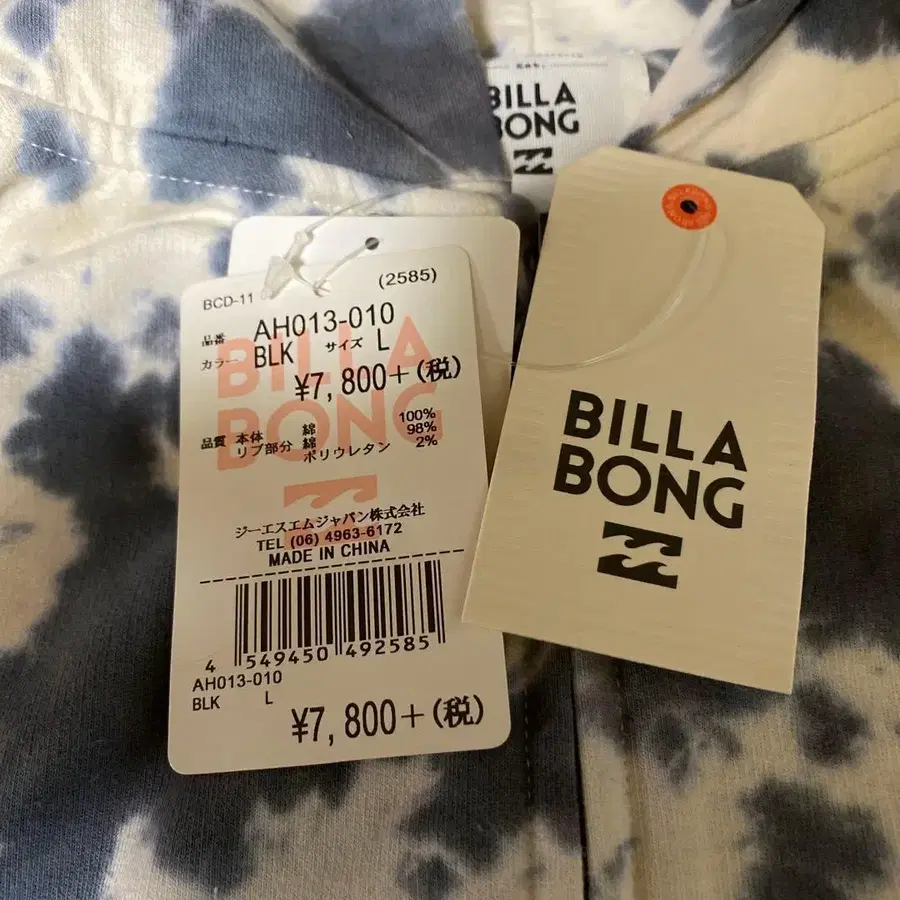 BILLA
BONG
BILLA
BONG
BCD-11
(2585)
品番 AH013-010
カラー BLK サイズ L
¥7,800+(税)
BILLA
BONG
品質 本体 綿 100%
リブ部分 綿 98%
ポリウレタン 2%
ジーエスエムジャパン株式会社
TEL (06) 4963-6172
MADE IN CHINA
4 549450 492585
AH013-010
BLK L
¥7,800+(税)